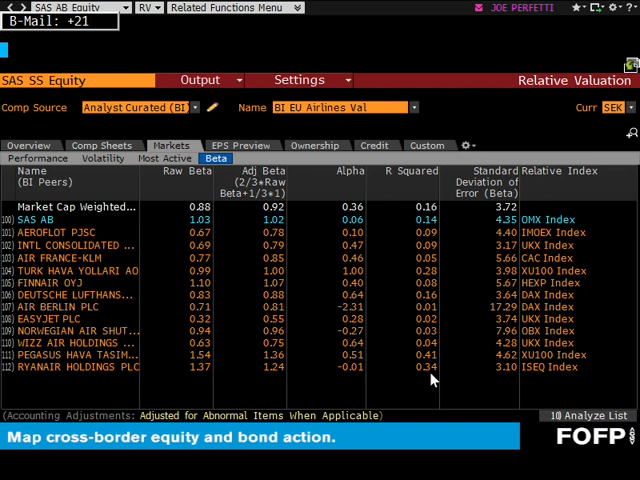 SAS AB Equity RV Related Functions Menu JOE PERFETTI
B-Mail: +21
SAS SS Equity Output Settings Relative Valuation
Comp Source Analyst Curated (BI) Name BI EU Airlines Val Curr SEK
Overview Comp Sheets Markets EPS Preview Ownership Credit Custom
Performance Volatility Most Active Beta
Name Raw Beta Adj Beta Alpha R Squared Standard Relative Index
(BI Peers) (2/3*Raw Deviation of
Beta+1/3*1) Error (Beta)
Market Cap Weighted... 0.88 0.92 0.36 0.16 3.72
100) SAS AB 1.03 1.02 0.06 0.14 4.35 OMX Index
101) AEROFLOT PJSC 0.67 0.78 0.10 0.09 4.40 IMOEX Index
102) INTL CONSOLIDATED ... 0.69 0.79 0.47 0.09 3.17 UKX Index
103) AIR FRANCE-KLM 0.77 0.85 0.46 0.05 5.66 CAC Index
104) TURK HAVA YOLLARI AO 0.99 1.00 1.00 0.28 3.98 XU100 Index
105) FINNAIR OYJ 1.10 1.07 0.40 0.08 5.67 HEXP Index
106) DEUTSCHE LUFTHANS... 0.83 0.88 0.64 0.16 3.64 DAX Index
107) AIR BERLIN PLC 0.71 0.81 -2.31 0.01 17.29 DAX Index
108) EASYJET PLC 0.32 0.55 0.28 0.02 3.74 UKX Index
109) NORWEGIAN AIR SHUT... 0.94 0.96 -0.27 0.03 7.96 OBX Index
110) WIZZ AIR HOLDINGS ... 0.63 0.75 0.64 0.04 4.28 UKX Index
111) PEGASUS HAVA TASIM... 1.54 1.36 0.51 0.41 4.62 XU100 Index
112) RYANAIR HOLDINGS PLC 1.37 1.24 -0.01 0.34 3.10 ISEQ Index
(Accounting Adjustments: Adjusted for Abnormal Items When Applicable) 10) Analyze List
Map cross-border equity and bond action. FOFP